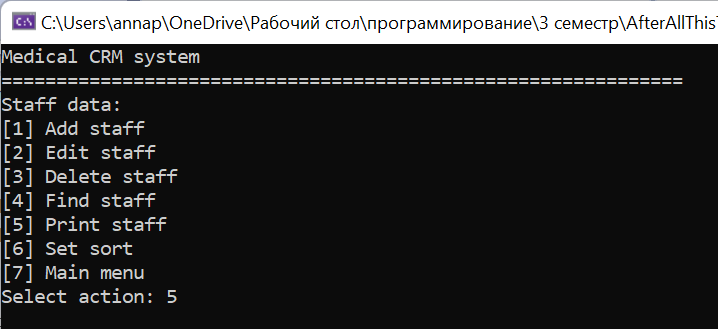 C:\Users\annap\OneDrive\Рабочий стол\программирование\3 семестр\AfterAllThisT
Medical CRM system
==============================================================
Staff data:
[1] Add staff
[2] Edit staff
[3] Delete staff
[4] Find staff
[5] Print staff
[6] Set sort
[7] Main menu
Select action: 5